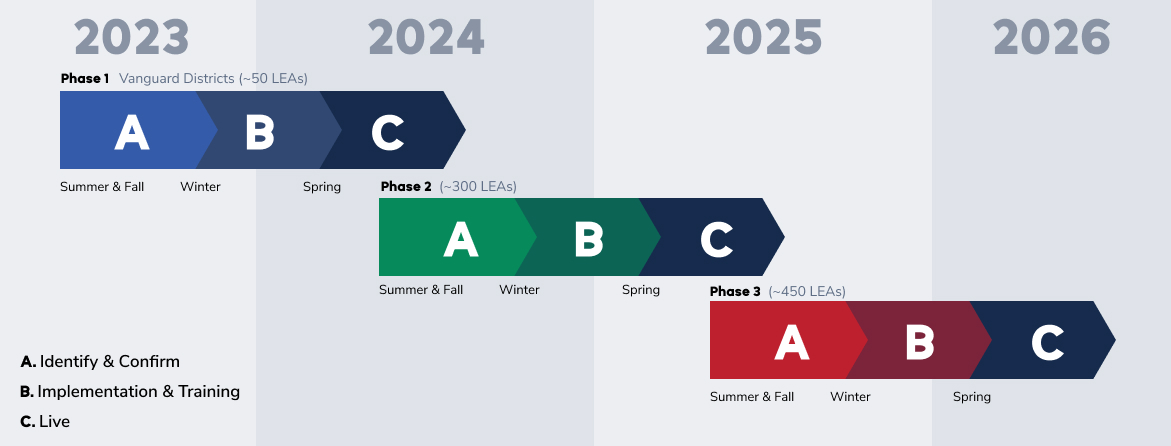 2023 2024 2025 2026
Phase 1 Vanguard Districts (~50 LEAs)
A B C
Summer & Fall Winter Spring
Phase 2 (~300 LEAs)
A B C
Summer & Fall Winter Spring
Phase 3 (~450 LEAs)
A B C
Summer & Fall Winter Spring
A. Identify & Confirm
B. Implementation & Training
C. Live